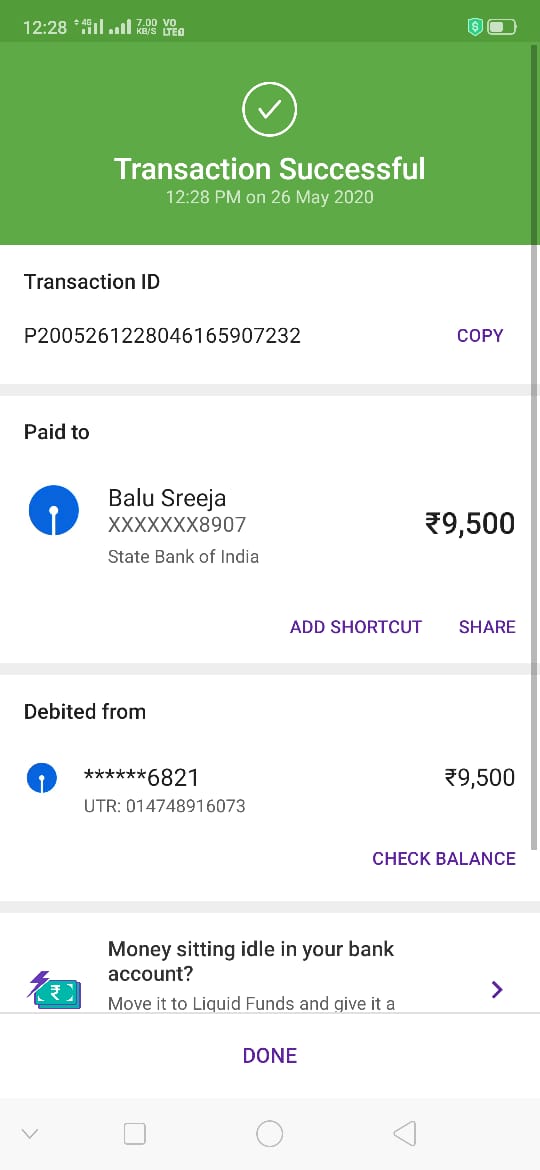 12:28 4G 7.00 KB/S VO LTE
Transaction Successful
12:28 PM on 26 May 2020
Transaction ID
P2005261228046165907232 COPY
Paid to
Balu Sreeja
XXXXXXX8907
₹9,500
State Bank of India
ADD SHORTCUT SHARE
Debited from
******6821 ₹9,500
UTR: 014748916073
CHECK BALANCE
Money sitting idle in your bank
account?
Move it to Liquid Funds and give it a
DONE